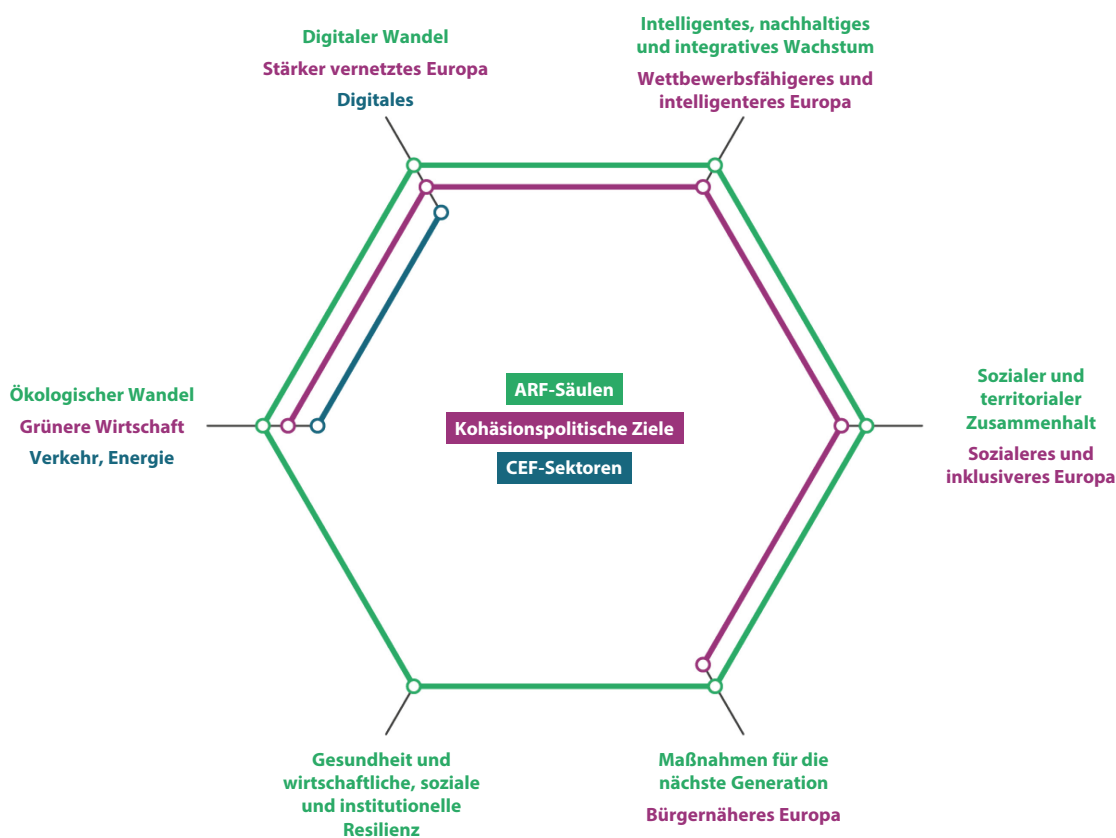 Digitaler Wandel
Stärker vernetztes Europa
Digitales
Intelligentes, nachhaltiges
und integratives Wachstum
Wettbewerbsfähigeres und
intelligenteres Europa
Ökologischer Wandel
Grünere Wirtschaft
Verkehr, Energie
ARF-Säulen
Kohäsionspolitische Ziele
CEF-Sektoren
Sozialer und
territorialer
Zusammenhalt
Sozialeres und
inklusiveres Europa
Gesundheit und
wirtschaftliche, soziale
und institutionelle
Resilienz
Maßnahmen für die
nächste Generation
Bürgernäheres Europa